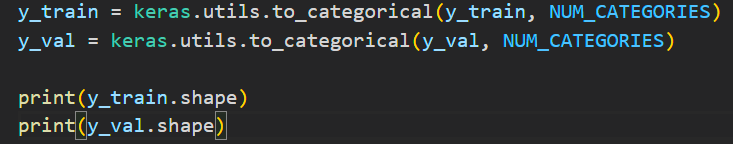 y_train = keras.utils.to_categorical(y_train, NUM_CATEGORIES)
y_val = keras.utils.to_categorical(y_val, NUM_CATEGORIES)
print(y_train.shape)
print(y_val.shape)